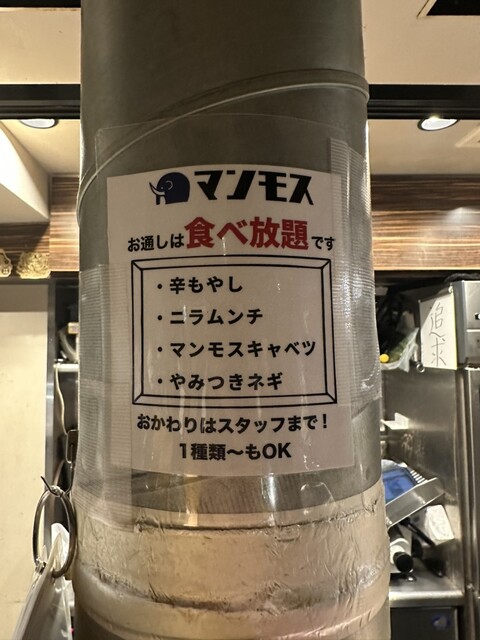 マンモス
お通しは食べ放題です
・辛もやし
・ニラムンチ
・マンモスキャベツ
・やみつきネギ
おかわりはスタッフまで！
1種類〜もOK